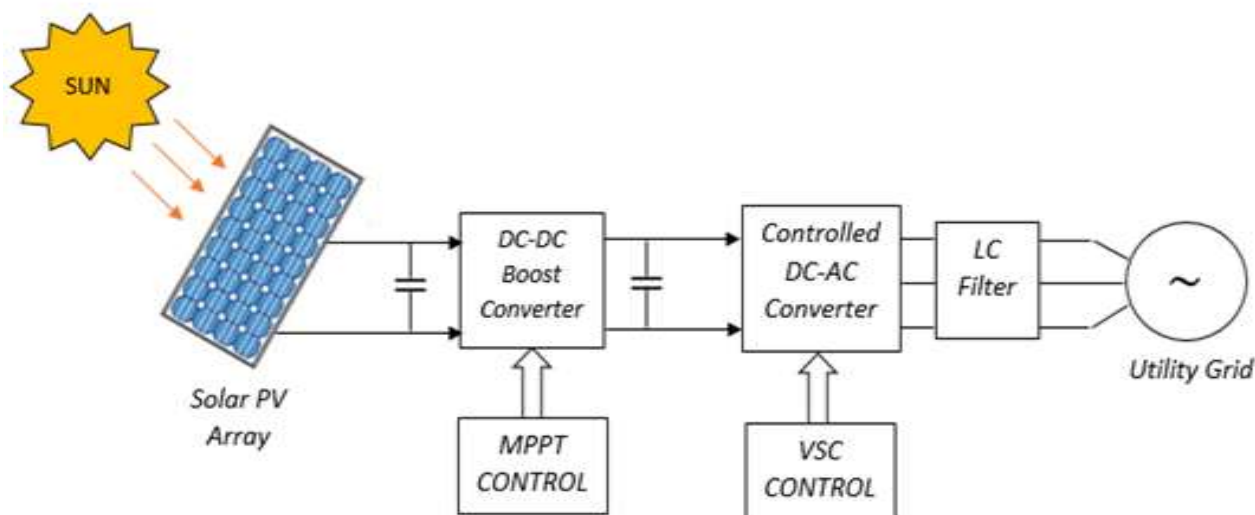 SUN
Solar PV
Array
DC-DC
Boost
Converter
MPPT
CONTROL
Controlled
DC-AC
Converter
VSC
CONTROL
LC
Filter
~
Utility Grid